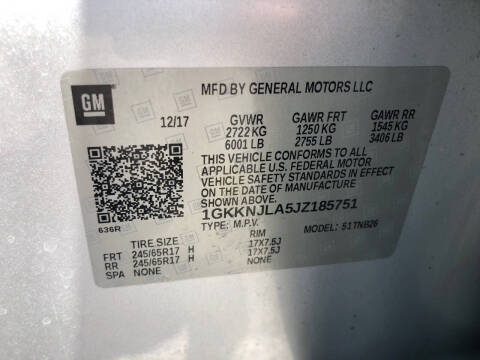 GM
MFD BY GENERAL MOTORS LLC
12/17 GVWR GAWR FRT GAWR RR
2722 KG 1250 KG 1545 KG
6001 LB 2755 LB 3406 LB
THIS VEHICLE CONFORMS TO ALL
APPLICABLE U.S. FEDERAL MOTOR
VEHICLE SAFETY STANDARDS IN EFFECT
ON THE DATE OF MANUFACTURE
SHOWN ABOVE.
1GKKNJLA5JZ185751
636R TYPE: M.P.V. MODEL: 51TNB26
TIRE SIZE RIM
FRT 245/65R17 H 17X7.5J
RR 245/65R17 H 17X7.5J
SPA NONE NONE